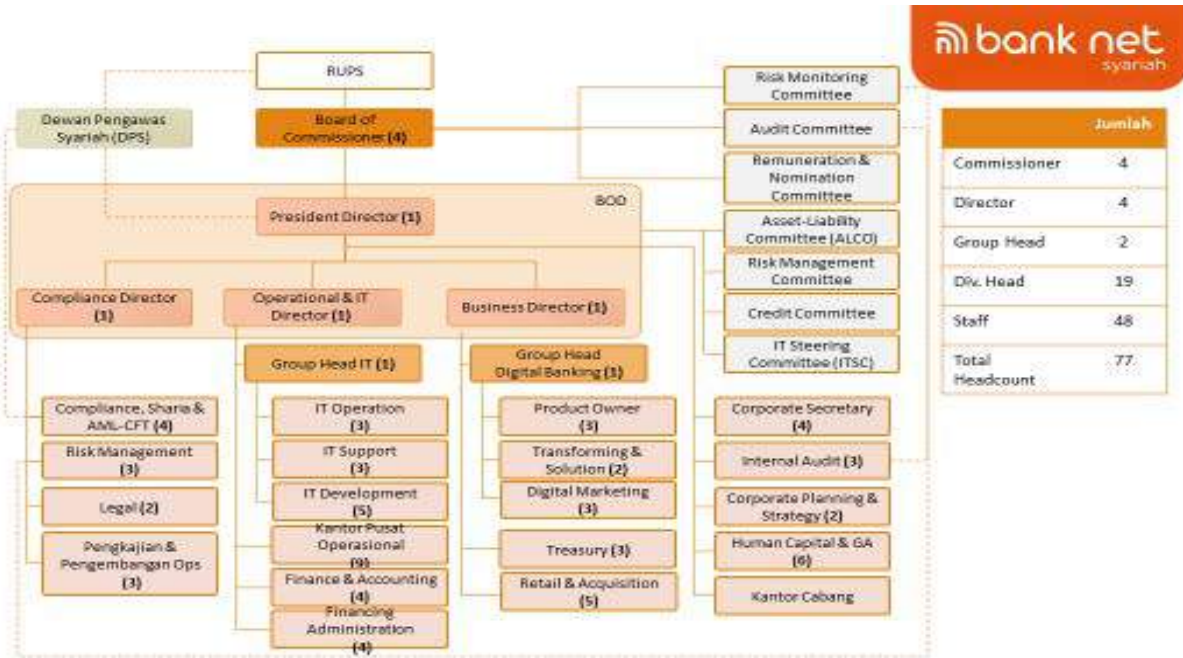 bank net
syariah
RUPS
Dewan Pengawas
Syariah (DPS)
Board of
Commissioner (4)
Risk Monitoring
Committee
Audit Committee
Remuneration &
Nomination
Committee
BOD
President Director (1)
Asset-Liability
Committee (ALCO)
Risk Management
Committee
Credit Committee
IT Steering
Committee (ITSC)
Compliance Director
(1)
Operational & IT
Director (1)
Business Director (1)
Group Head IT (1)
Group Head
Digital Banking (1)
Compliance, Sharia &
AML-CFT (4)
Risk Management
(3)
Legal (2)
Pengkajian &
Pengembangan Ops
(3)
IT Operation
(3)
IT Support
(3)
IT Development
(5)
Kantor Pusat
Operasional
(9)
Finance & Accounting
(4)
Financing
Administration
(4)
Product Owner
(3)
Transforming &
Solution (2)
Digital Marketing
(3)
Treasury (3)
Retail & Acquisition
(5)
Corporate Secretary
(4)
Internal Audit (3)
Corporate Planning &
Strategy (2)
Human Capital & GA
(6)
Kantor Cabang
Jumlah
Commissioner 4
Director 4
Group Head 2
Div. Head 19
Staff 48
Total
Headcount 77